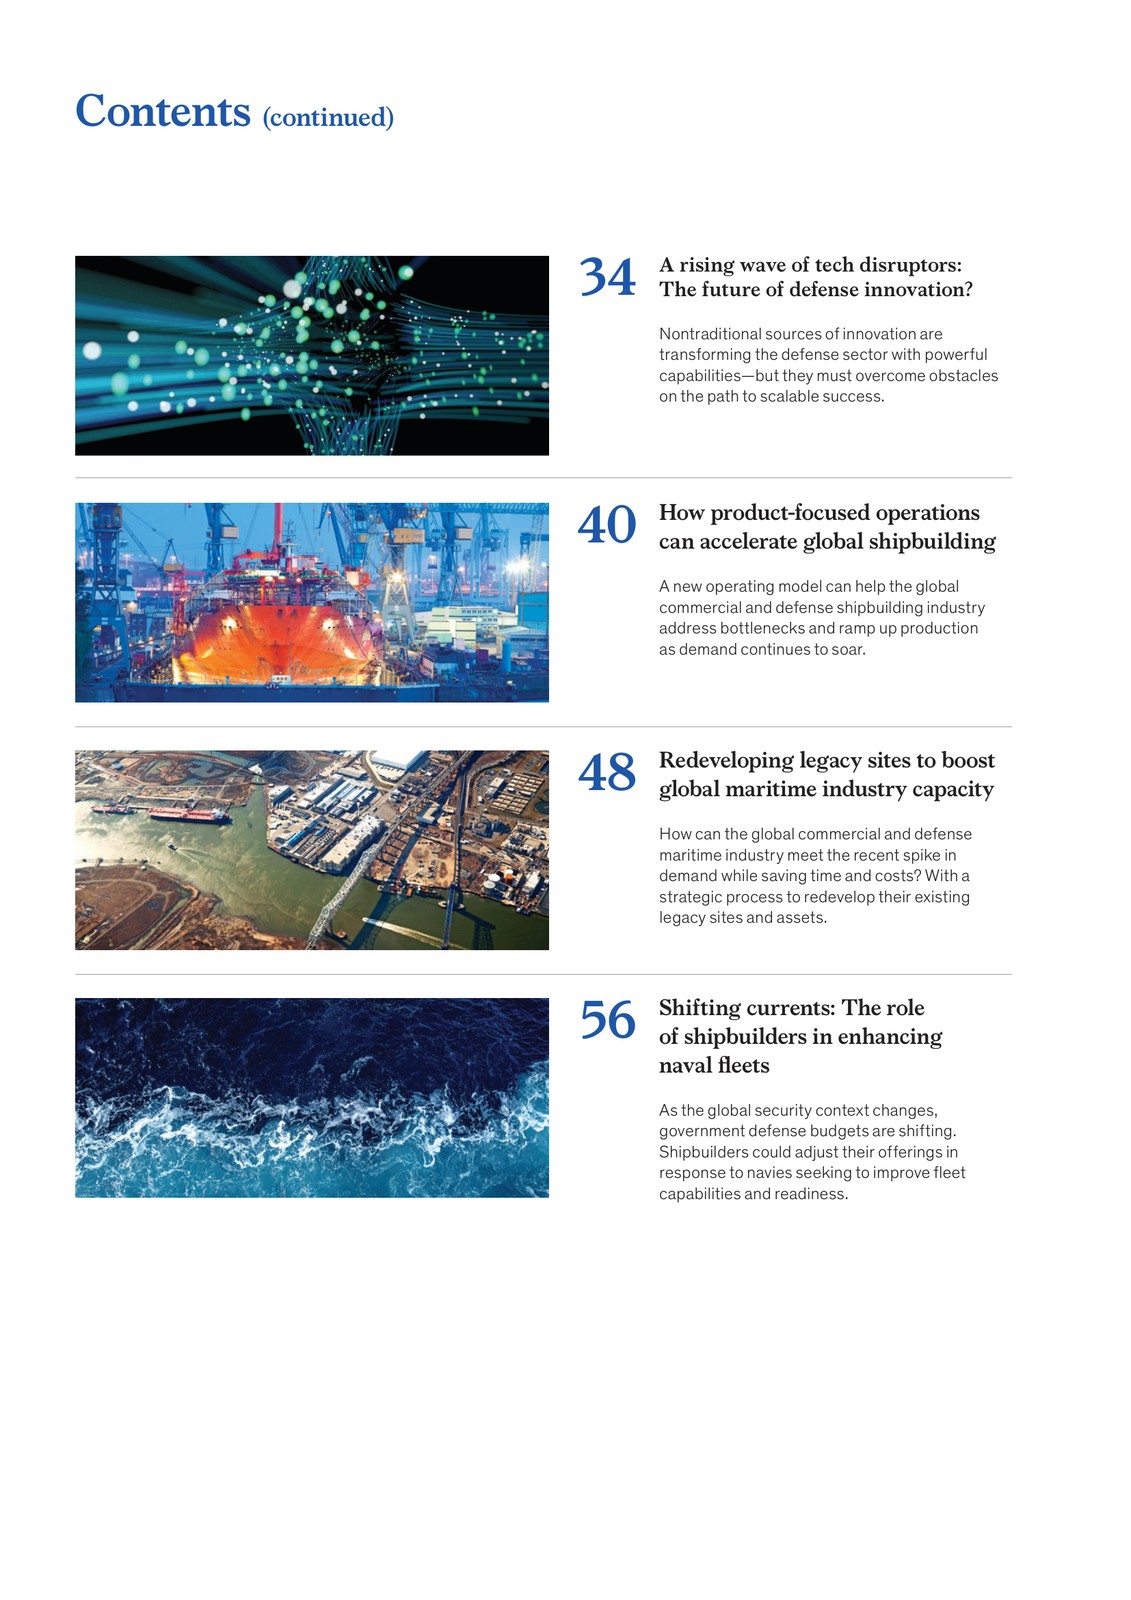 Contents (continued)
34
A rising wave of tech disruptors:
The future of defense innovation?
Nontraditional sources of innovation are
transforming the defense sector with powerful
capabilities—but they must overcome obstacles
on the path to scalable success.
40
How product-focused operations
can accelerate global shipbuilding
A new operating model can help the global
commercial and defense shipbuilding industry
address bottlenecks and ramp up production
as demand continues to soar.
48
Redeveloping legacy sites to boost
global maritime industry capacity
How can the global commercial and defense
maritime industry meet the recent spike in
demand while saving time and costs? With a
strategic process to redevelop their existing
legacy sites and assets.
56
Shifting currents: The role
of shipbuilders in enhancing
naval fleets
As the global security context changes,
government defense budgets are shifting.
Shipbuilders could adjust their offerings in
response to navies seeking to improve fleet
capabilities and readiness.